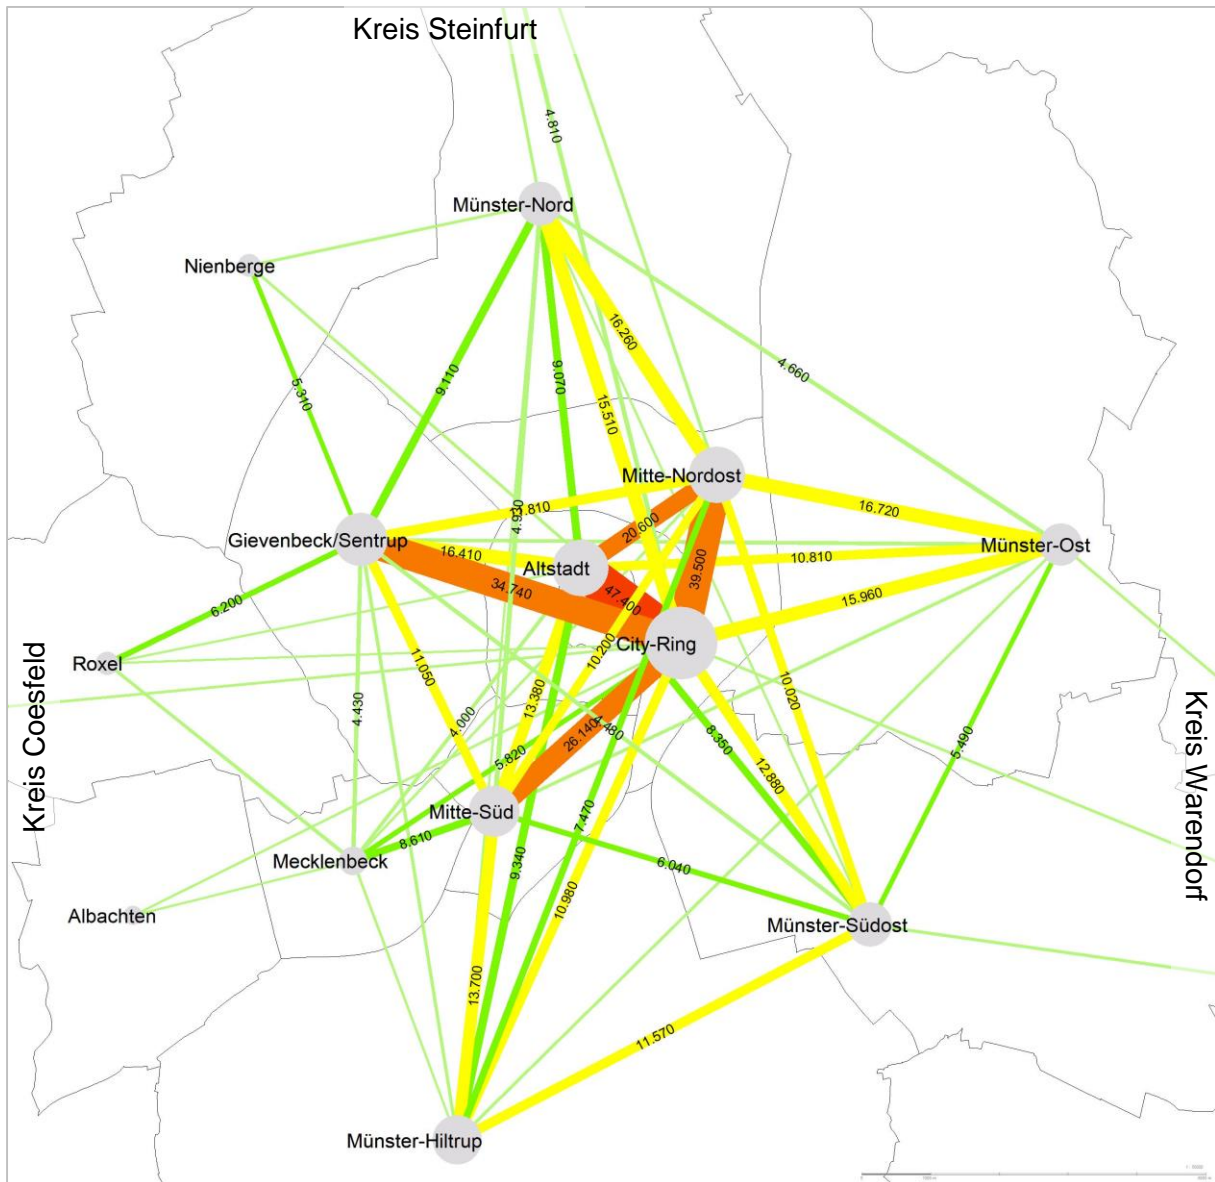 Kreis Steinfurt
4.810
Münster-Nord
Nienberge
16.260
9.110
9.070
4.660
5.310
15.510
Mitte-Nordost
4.930
16.720
20.600
Gievenbeck/Sentrup
16.410
Altstadt
10.810
Münster-Ost
39.500
34.740
47.400
15.960
6.200
City-Ring
10.200
Roxel
11.050
10.020
Kreis Coesfeld
4.430
4.000
13.380
4.480
26.140
8.350
5.490
Kreis Warendorf
5.820
12.880
Mitte-Süd
7.470
8.610
Mecklenbeck
9.340
6.040
10.980
Albachten
Münster-Südost
13.700
11.570
Münster-Hiltrup